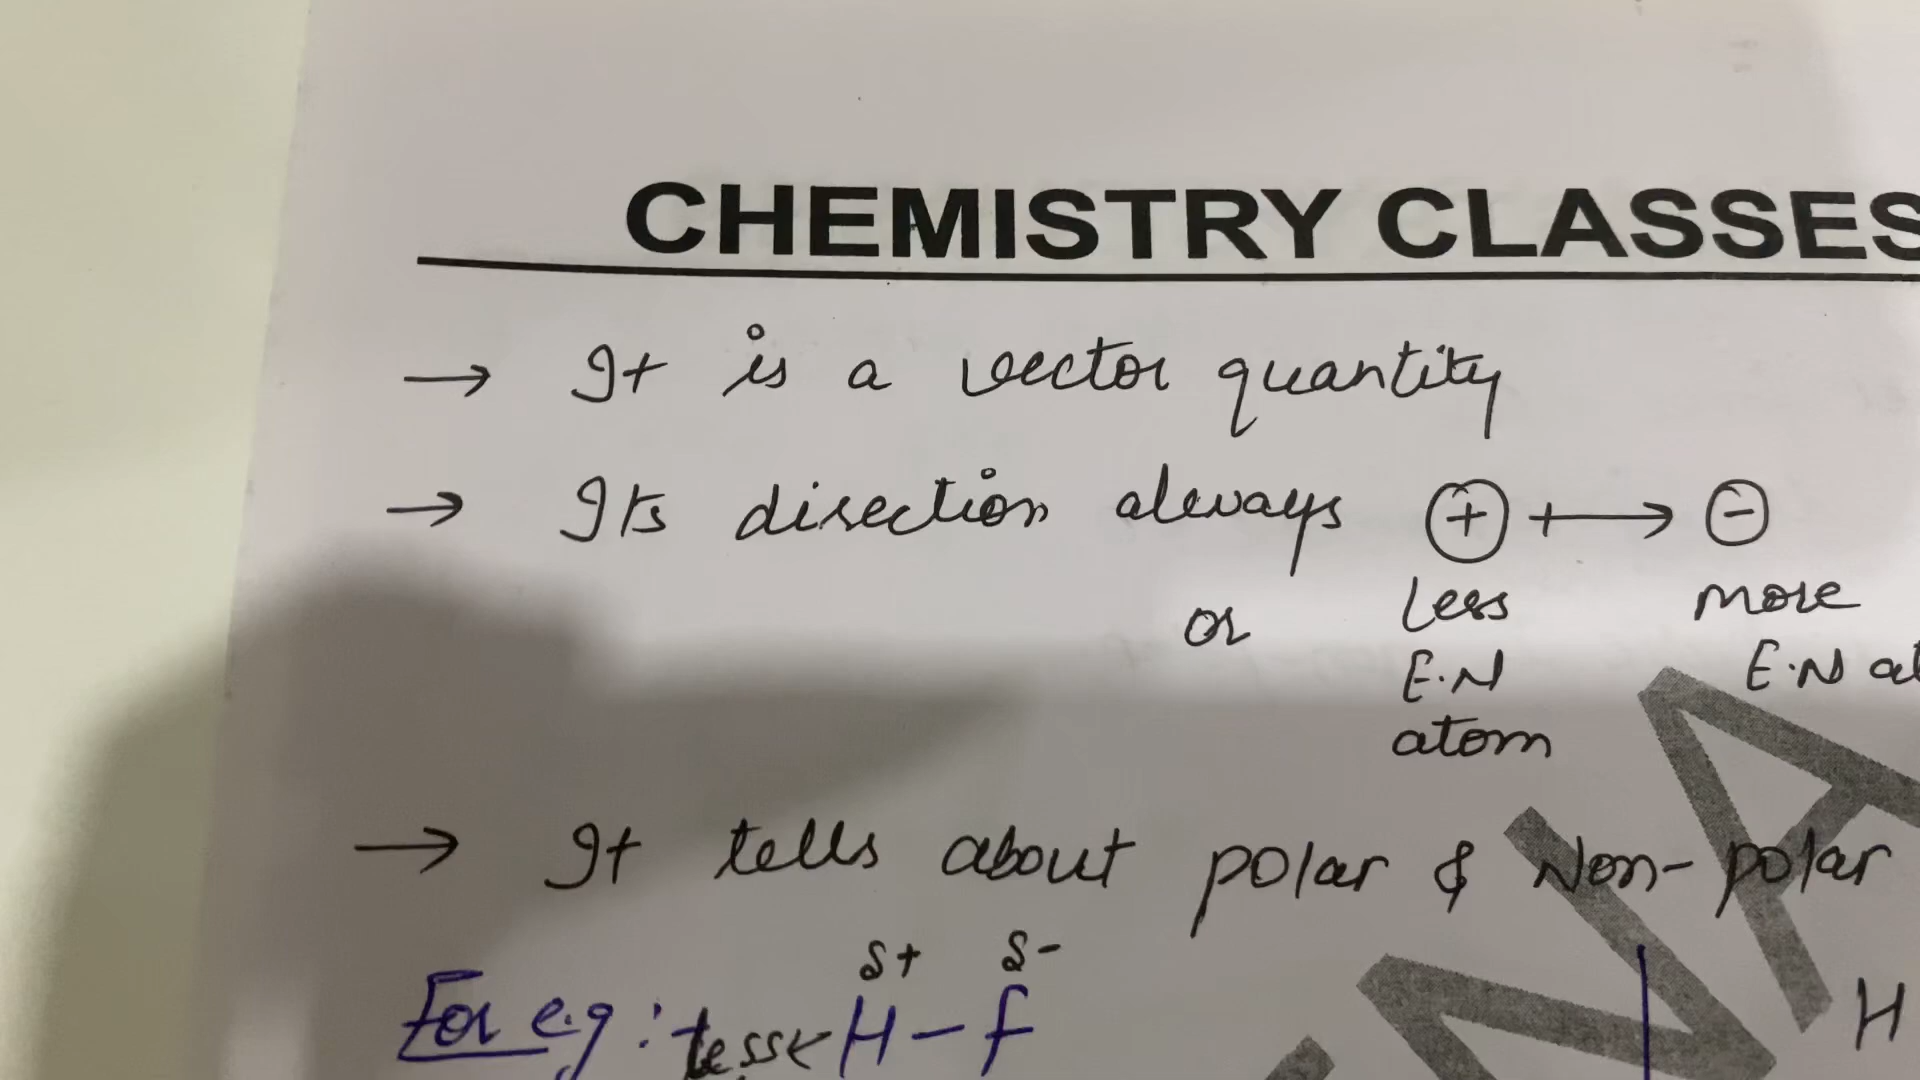 CHEMISTRY CLASSES
→ It is a vector quantity
→ Its direction always ⊕ +→ ⊖
or Less more
E.N E.N
atom
→ It tells about polar & Non-polar
δ+ δ-
For e.g : less← H-F H